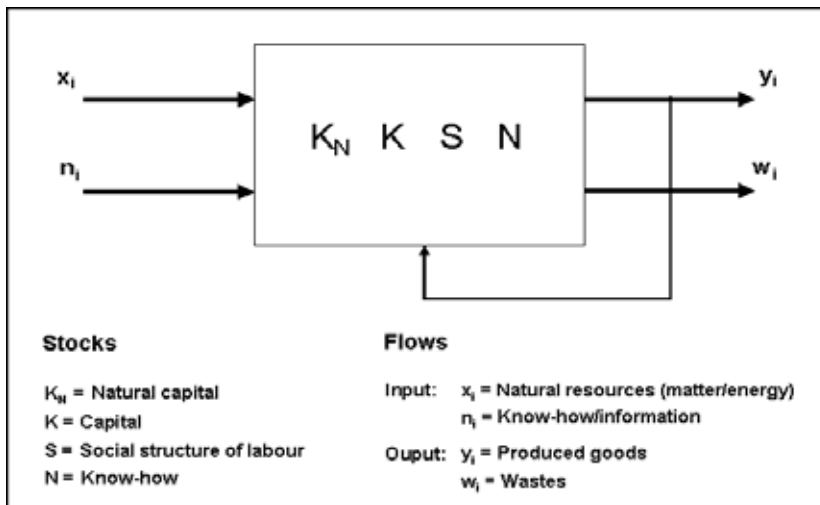 xi yi
KN K S N
ni wi
Stocks
KN = Natural capital
K = Capital
S = Social structure of labour
N = Know-how
Flows
Input: xi = Natural resources (matter/energy)
ni = Know-how/information
Ouput: yi = Produced goods
wi = Wastes